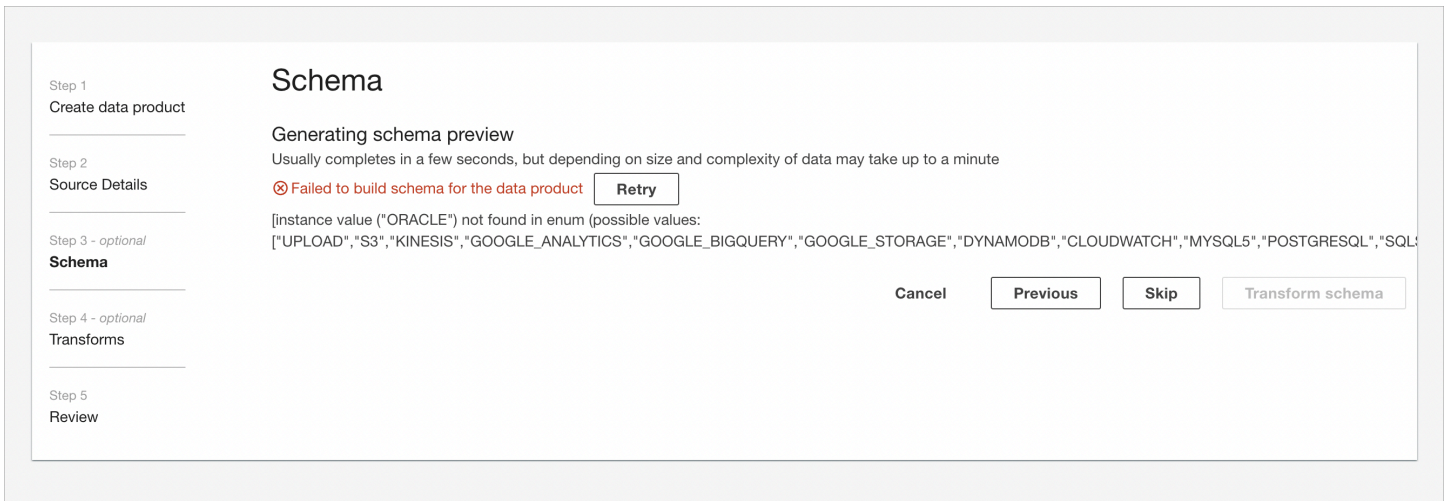 Step 1
Create data product
Step 2
Source Details
Step 3 - optional
Schema
Step 4 - optional
Transforms
Step 5
Review
Schema
Generating schema preview
Usually completes in a few seconds, but depending on size and complexity of data may take up to a minute
Failed to build schema for the data product Retry
[instance value ("ORACLE") not found in enum (possible values:
["UPLOAD","S3","KINESIS","GOOGLE_ANALYTICS","GOOGLE_BIGQUERY","GOOGLE_STORAGE","DYNAMODB","CLOUDWATCH","MYSQL5","POSTGRESQL",
Cancel Previous Skip Transform schema